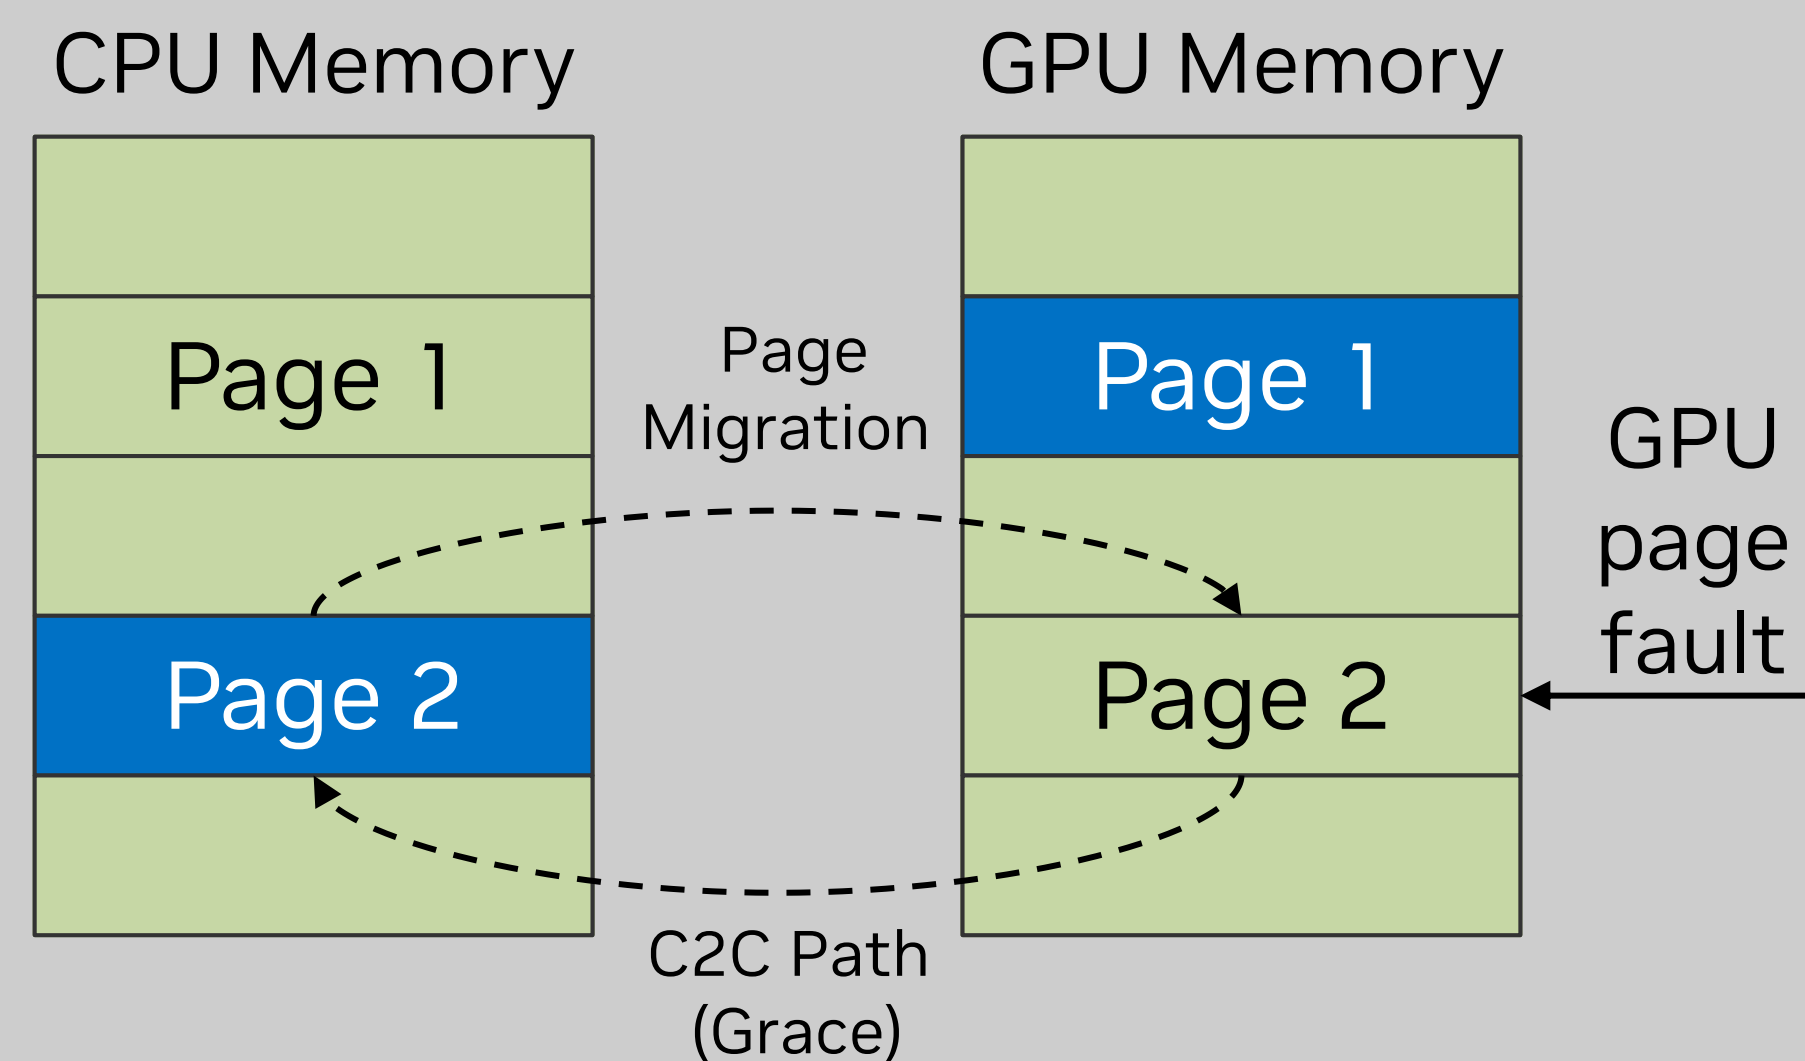 CPU Memory
GPU Memory
Page 1
Page
Migration
Page 1
GPU
page
fault
Page 2
Page 2
C2C Path
(Grace)